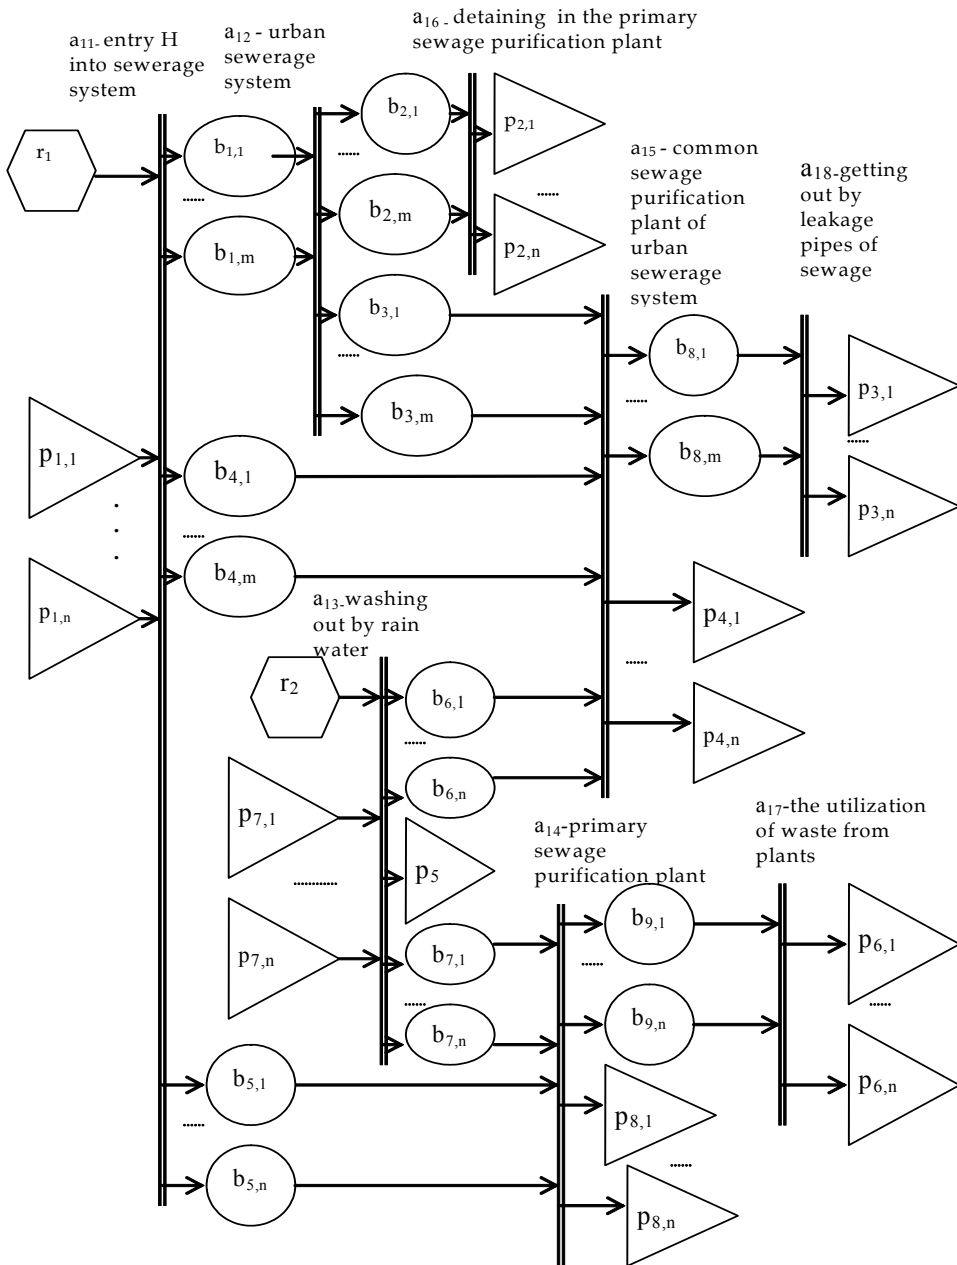 a16 - detaining in the primary
sewage purification plant
a12 - urban
sewerage
system
a11- entry H
into sewerage
system
r1
b1,1
......
b1,m
b2,1
......
b2,m
p2,1
......
p2,n
b3,1
......
b3,m
a15 - common
sewage
purification
plant of
urban
sewerage
system
a18-getting
out by
leakage
pipes of
sewage
b8,1
......
b8,m
p3,1
......
p3,n
p1,1
. . .
p1,n
b4,1
......
b4,m
a13-washing
out by rain
water
p4,1
......
p4,n
r2
b6,1
......
b6,n
p7,1
............
p7,n
p5
b7,1
......
b7,n
a14-primary
sewage
purification plant
a17-the utilization
of waste from
plants
b9,1
......
b9,n
p6,1
......
p6,n
b5,1
......
b5,n
p8,1
......
p8,n